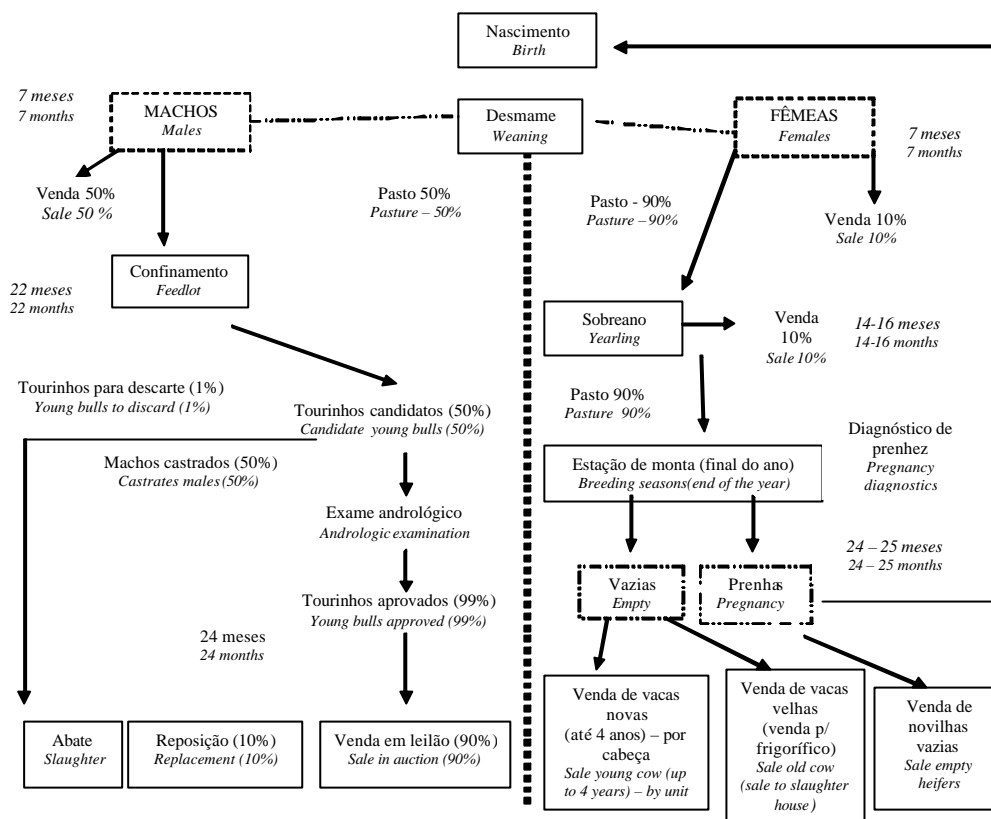 Nascimento
Birth
7 meses
7 months
MACHOS
Males
Desmame
Weaning
FÊMEAS
Females
7 meses
7 months
Venda 50%
Sale 50 %
Pasto 50%
Pasture – 50%
Pasto - 90%
Pasture – 90%
Venda 10%
Sale 10%
22 meses
22 months
Confinamento
Feedlot
Sobreano
Yearling
Venda
10%
Sale 10%
14-16 meses
14-16 months
Tourinhos para descarte (1%)
Young bulls to discard (1%)
Tourinhos candidatos (50%)
Candidate young bulls (50%)
Pasto 90%
Pasture 90%
Machos castrados (50%)
Castrates males (50%)
Estação de monta (final do ano)
Breeding seasons(end of the year)
Diagnóstico de
prenhez
Pregnancy
diagnostics
Exame andrológico
Andrologic examination
24 – 25 meses
24 – 25 months
Vazias
Empty
Prenhas
Pregnancy
Tourinhos aprovados (99%)
Young bulls approved (99%)
24 meses
24 months
Abate
Slaughter
Reposição (10%)
Replacement (10%)
Venda em leilão (90%)
Sale in auction (90%)
Venda de vacas
novas
(até 4 anos) – por
cabeça
Sale young cow (up
to 4 years) – by unit
Venda de vacas
velhas
(venda p/
frigorífico)
Sale old cow
(sale to slaughter
house)
Venda de
novilhas
vazias
Sale empty
heifers